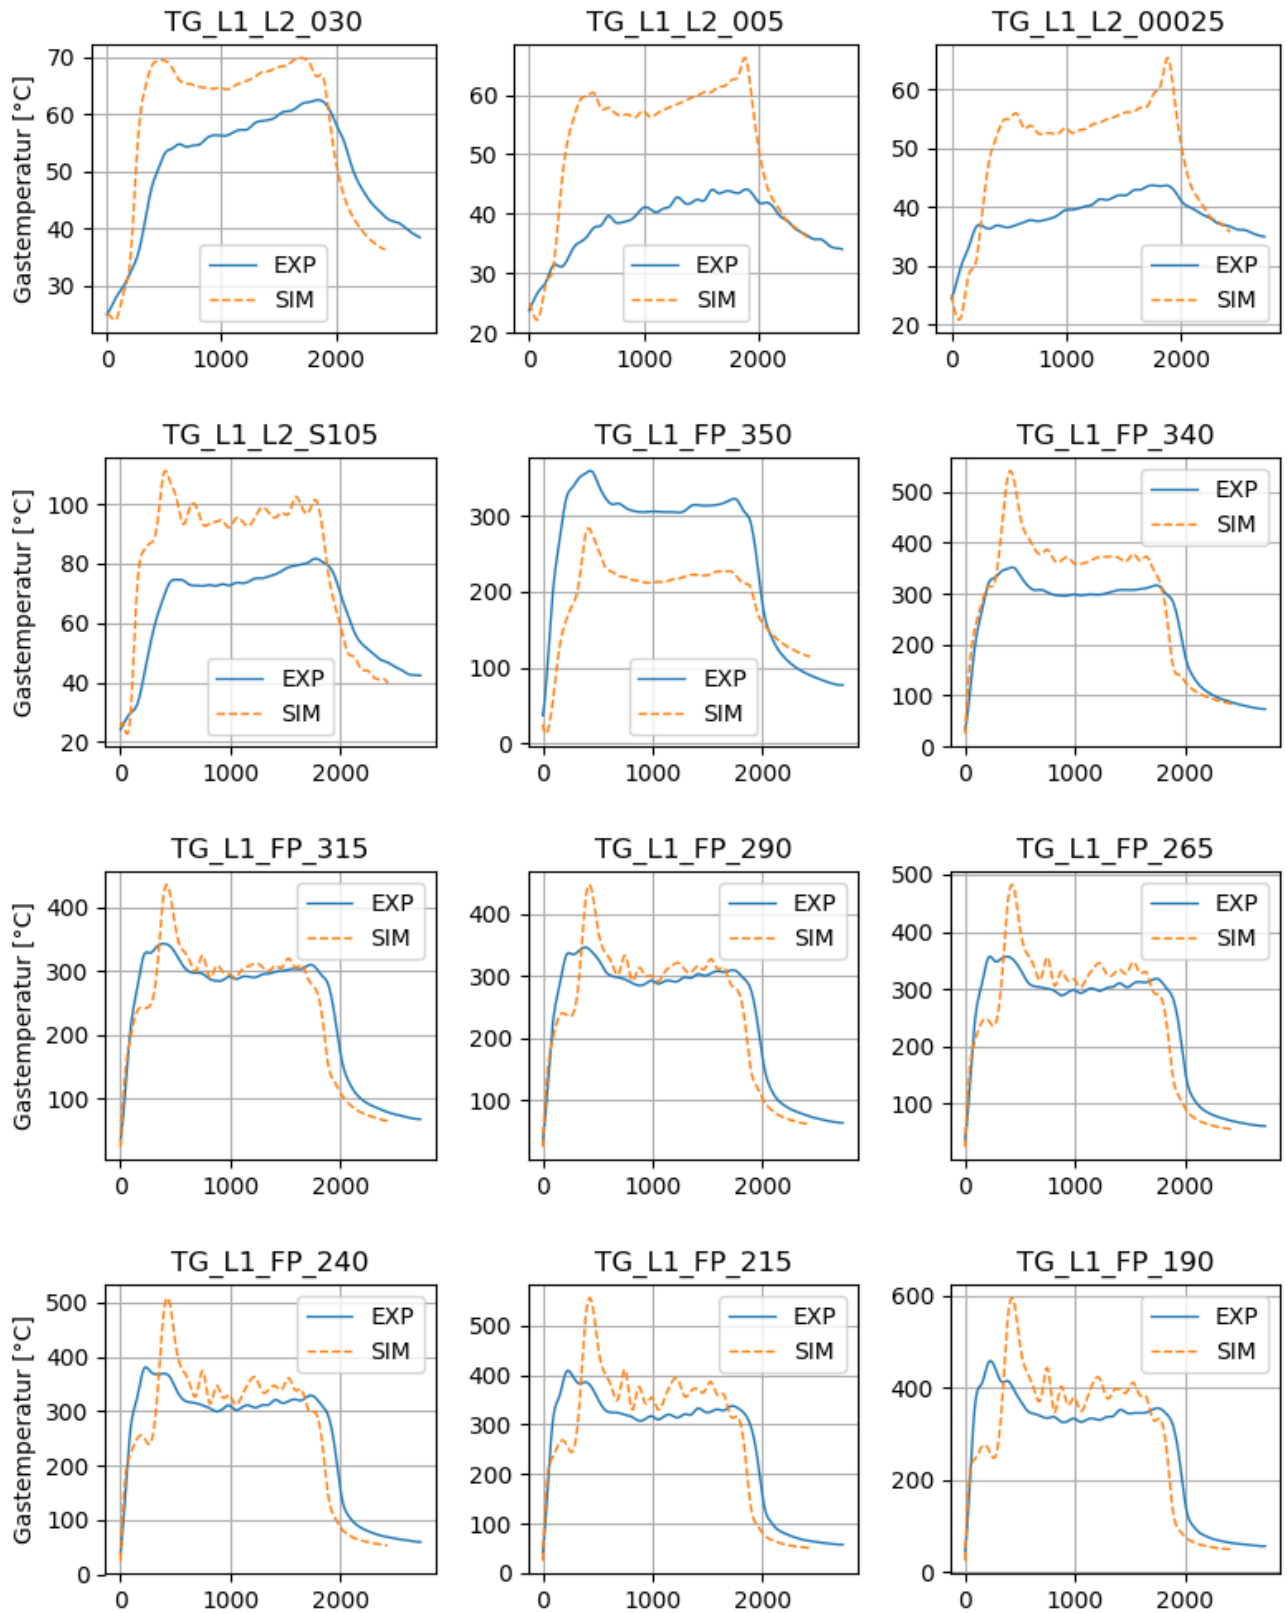 TG_L1_L2_030 TG_L1_L2_005 TG_L1_L2_00025
Gastemperatur [°C]
70
60
50
40
30
EXP
SIM
0 1000 2000
60
50
40
30
20
EXP
SIM
0 1000 2000
60
50
40
30
20
EXP
SIM
0 1000 2000
TG_L1_L2_S105 TG_L1_FP_350 TG_L1_FP_340
Gastemperatur [°C]
100
80
60
40
20
EXP
SIM
0 1000 2000
300
200
100
0
EXP
SIM
0 1000 2000
500
400
300
200
100
0
EXP
SIM
0 1000 2000
TG_L1_FP_315 TG_L1_FP_290 TG_L1_FP_265
Gastemperatur [°C]
400
300
200
100
EXP
SIM
0 1000 2000
400
300
200
100
EXP
SIM
0 1000 2000
500
400
300
200
100
EXP
SIM
0 1000 2000
TG_L1_FP_240 TG_L1_FP_215 TG_L1_FP_190
Gastemperatur [°C]
500
400
300
200
100
0
EXP
SIM
0 1000 2000
500
400
300
200
100
0
EXP
SIM
0 1000 2000
600
400
200
0
EXP
SIM
0 1000 2000